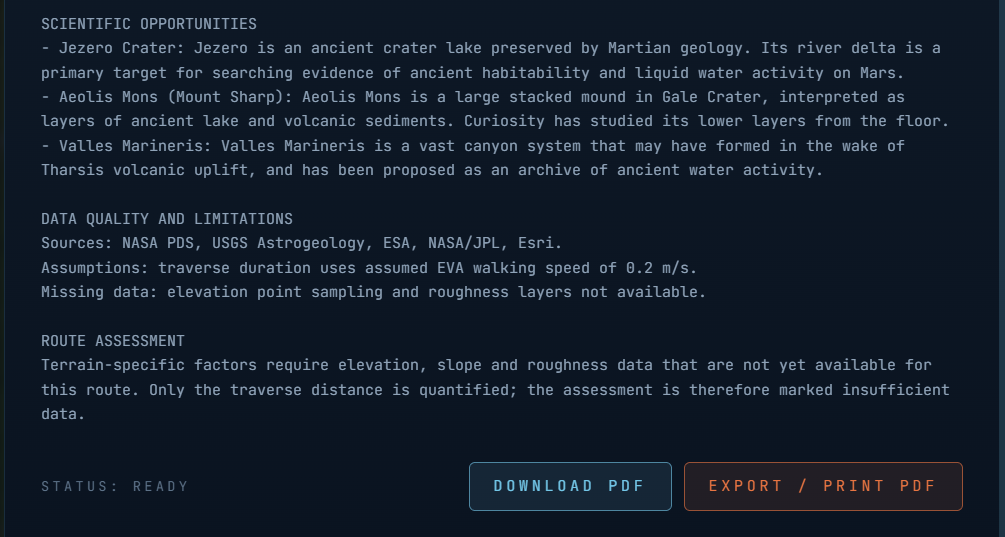 SCIENTIFIC OPPORTUNITIES
- Jezero Crater: Jezero is an ancient crater lake preserved by Martian geology. Its river delta is a
primary target for searching evidence of ancient habitability and liquid water activity on Mars.
- Aeolis Mons (Mount Sharp): Aeolis Mons is a large stacked mound in Gale Crater, interpreted as
layers of ancient lake and volcanic sediments. Curiosity has studied its lower layers from the floor.
- Valles Marineris: Valles Marineris is a vast canyon system that may have formed in the wake of
Tharsis volcanic uplift, and has been proposed as an archive of ancient water activity.
DATA QUALITY AND LIMITATIONS
Sources: NASA PDS, USGS Astrogeology, ESA, NASA/JPL, Esri.
Assumptions: traverse duration uses assumed EVA walking speed of 0.2 m/s.
Missing data: elevation point sampling and roughness layers not available.
ROUTE ASSESSMENT
Terrain-specific factors require elevation, slope and roughness data that are not yet available for
this route. Only the traverse distance is quantified; the assessment is therefore marked insufficient
data.
STATUS: READY
DOWNLOAD PDF
EXPORT / PRINT PDF